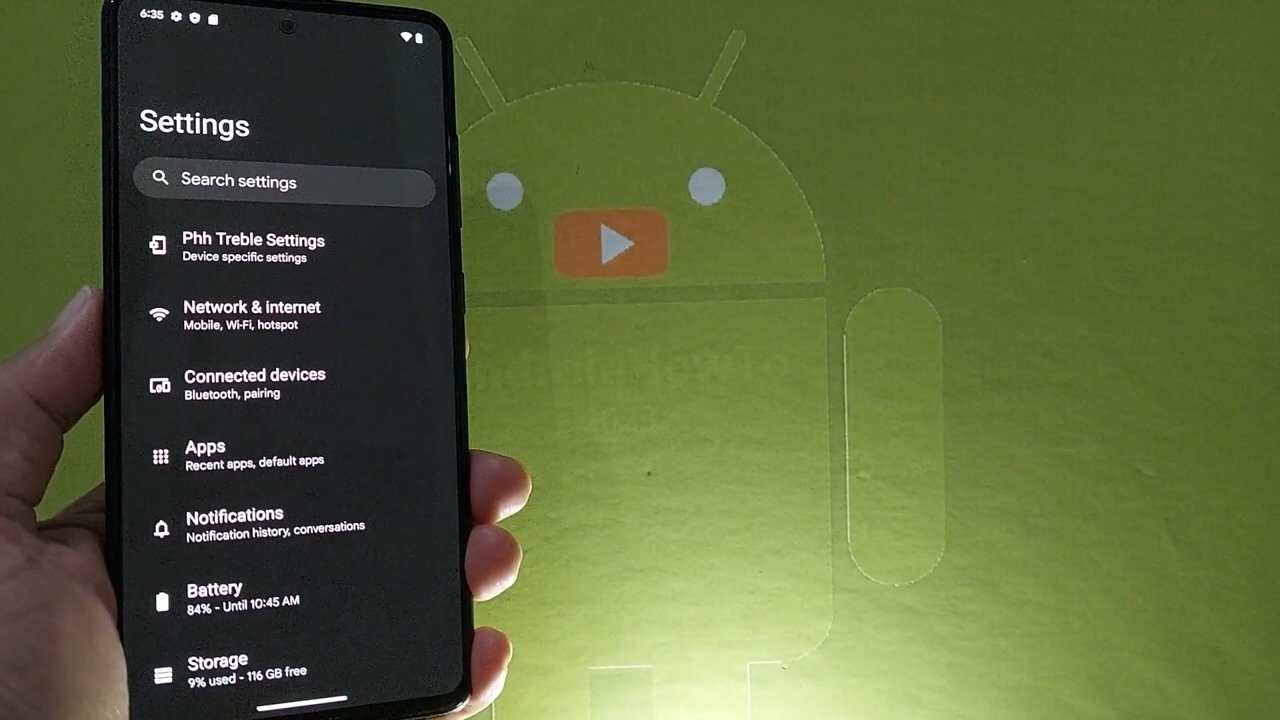 6:35
Settings
Search settings
Phh Treble Settings
Device specific settings
Network & internet
Mobile, Wi-Fi, hotspot
Connected devices
Bluetooth, pairing
Apps
Recent apps, default apps
Notifications
Notification history, conversations
Battery
84% - Until 10:45 AM
Storage
9% used - 116 GB free